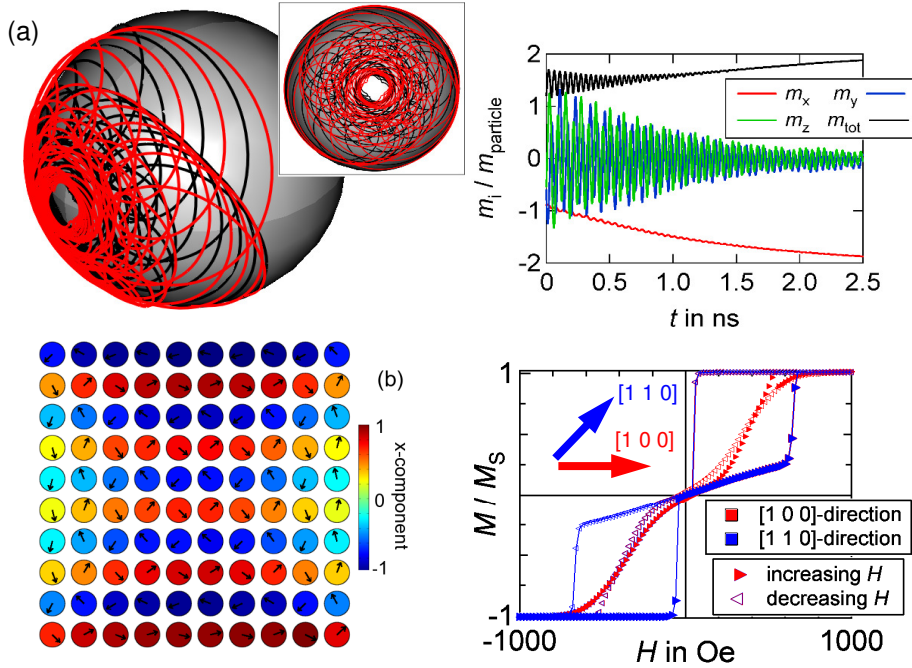 (a)
2
1
0
-1
-2
m_i / m_particle
m_x m_y
m_z m_tot
0.0 0.5 1.0 1.5 2.0 2.5
t in ns
(b)
1
0
-1
x-component
1
-1
M / M_S
[1 1 0]
[1 0 0]
[1 0 0]-direction
[1 1 0]-direction
increasing H
decreasing H
-1000 1000
H in Oe